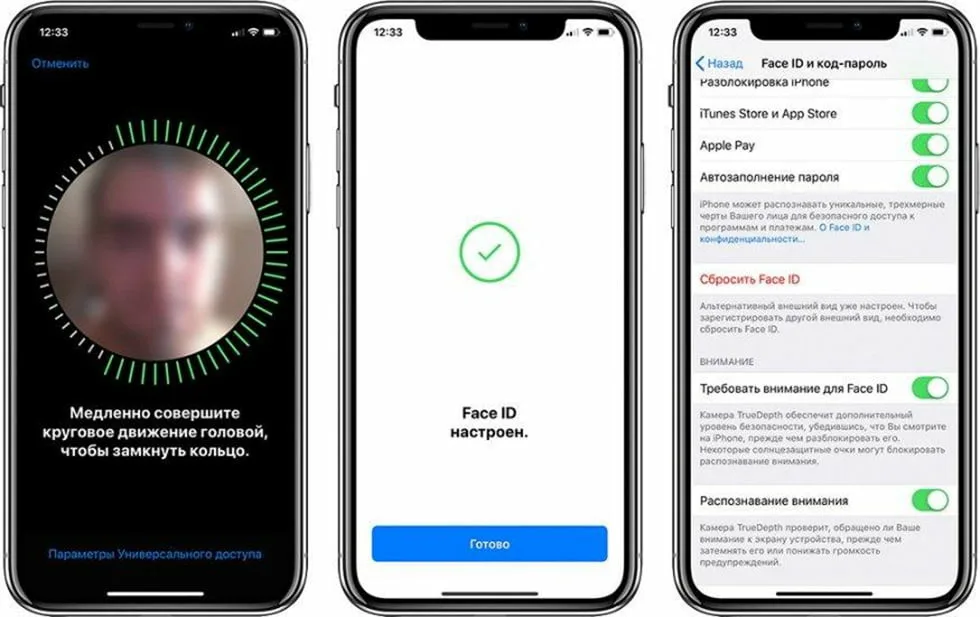 12:33
Отменить
Медленно совершите
круговое движение головой,
чтобы замкнуть кольцо.
Параметры Универсального доступа
12:33
Face ID
настроен.
Готово
12:33
Назад
Face ID и код-пароль
Разблокировка iPhone
iTunes Store и App Store
Apple Pay
Автозаполнение пароля
iPhone может распознавать уникальные, трехмерные
черты Вашего лица для безопасного доступа к
программам и платежам. О Face ID и
конфиденциальности...
Сбросить Face ID
Альтернативный внешний вид уже настроен. Чтобы
зарегистрировать другой внешний вид, необходимо
сбросить Face ID.
ВНИМАНИЕ
Требовать внимание для Face ID
Камера TrueDepth обеспечит дополнительный
уровень безопасности, убедившись, что Вы смотрите
на iPhone, прежде чем разблокировать его.
Некоторые солнцезащитные очки могут блокировать
распознавание внимания.
Распознавание внимания
Камера TrueDepth проверит, обращено ли Ваше
внимание к экрану устройства, прежде чем
затемнять его или понижать громкость
предупреждений.